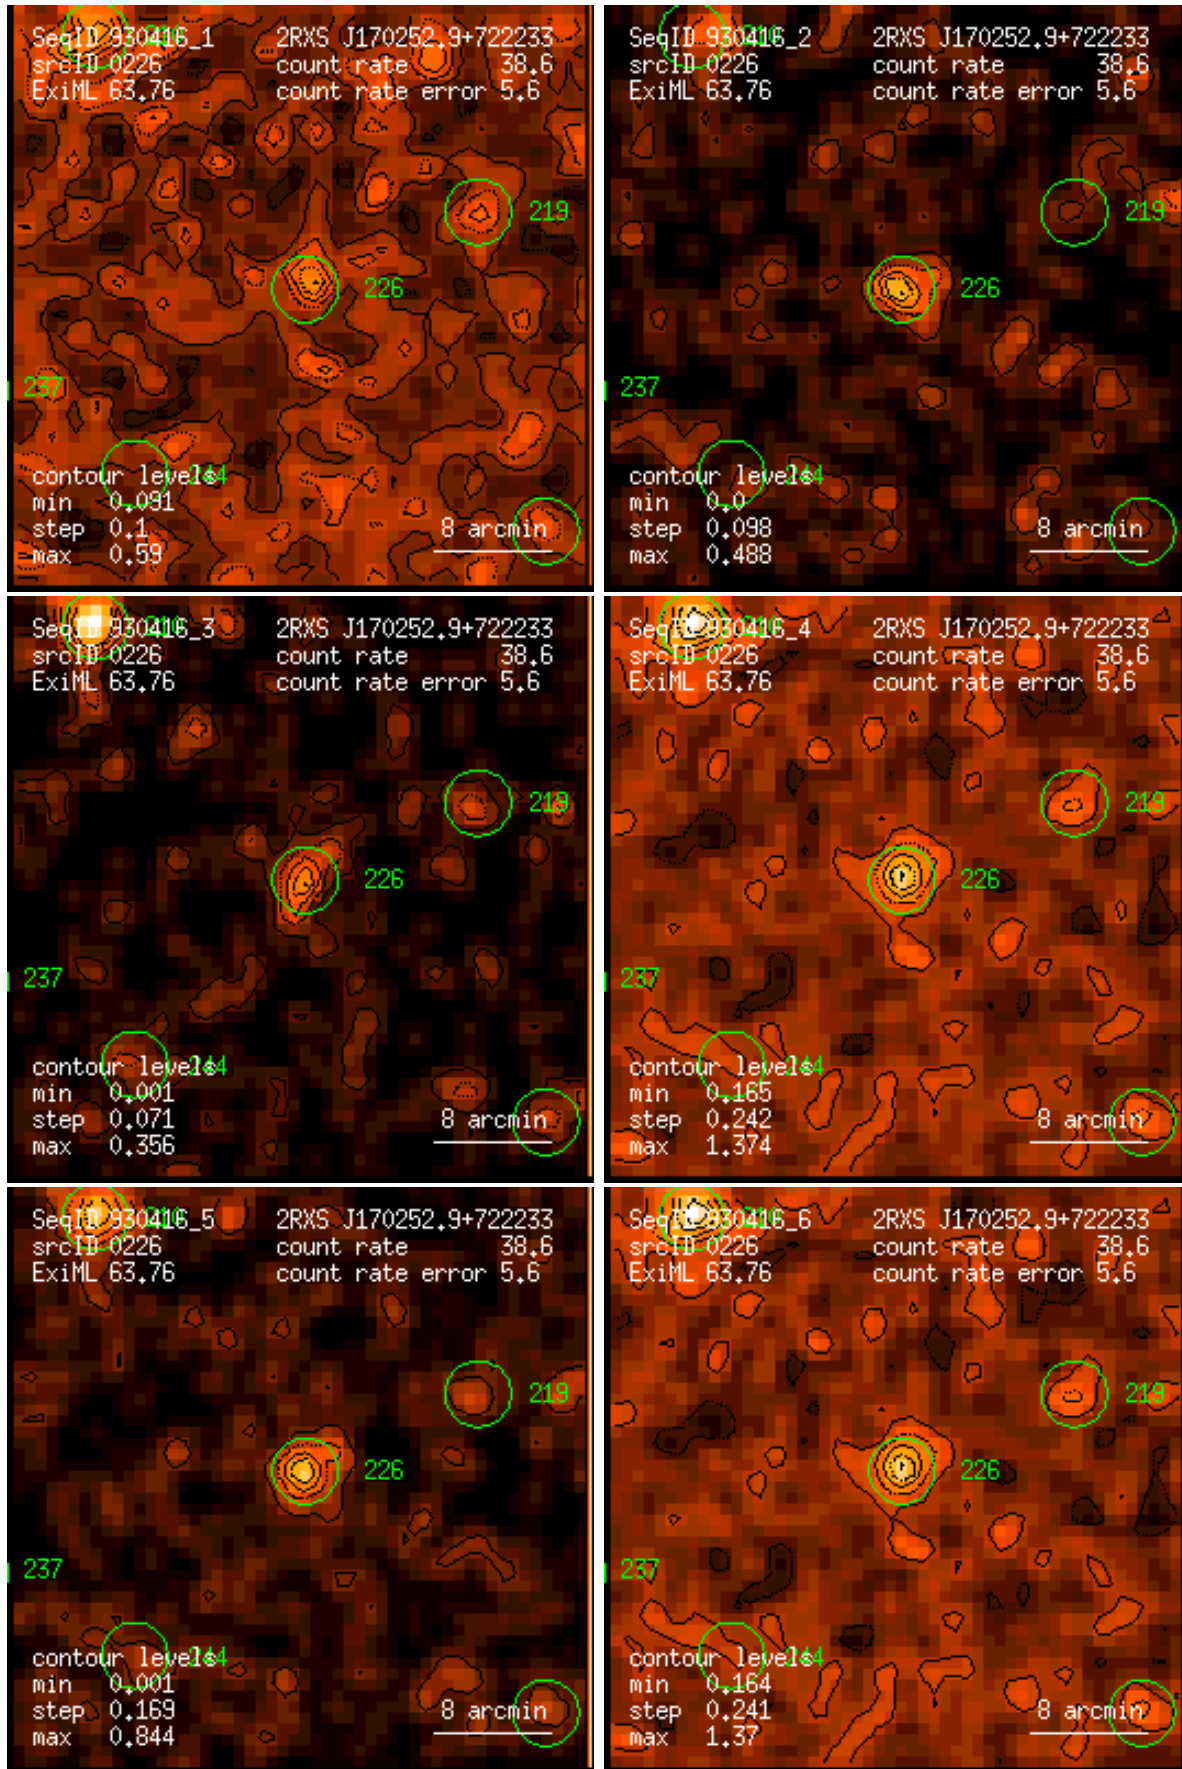 SeqID 930416_1 2RXS J170252.9+722233
srcID 0226 count rate 38.6
ExiML 63.76 count rate error 5.6
219
226
237
244
contour levels
min 0.091
step 0.1 8 arcmin
max 0.59
SeqID 930416_2 2RXS J170252.9+722233
srcID 0226 count rate 38.6
ExiML 63.76 count rate error 5.6
219
226
237
244
contour levels
min 0.0
step 0.098 8 arcmin
max 0.488
SeqID 930416_3 2RXS J170252.9+722233
srcID 0226 count rate 38.6
ExiML 63.76 count rate error 5.6
219
226
237
244
contour levels
min 0.001
step 0.071 8 arcmin
max 0.356
SeqID 930416_4 2RXS J170252.9+722233
srcID 0226 count rate 38.6
ExiML 63.76 count rate error 5.6
219
226
237
244
contour levels
min 0.165
step 0.242 8 arcmin
max 1.374
SeqID 930416_5 2RXS J170252.9+722233
srcID 0226 count rate 38.6
ExiML 63.76 count rate error 5.6
219
226
237
244
contour levels
min 0.001
step 0.169 8 arcmin
max 0.844
SeqID 930416_6 2RXS J170252.9+722233
srcID 0226 count rate 38.6
ExiML 63.76 count rate error 5.6
219
226
237
244
contour levels
min 0.164
step 0.241 8 arcmin
max 1.37